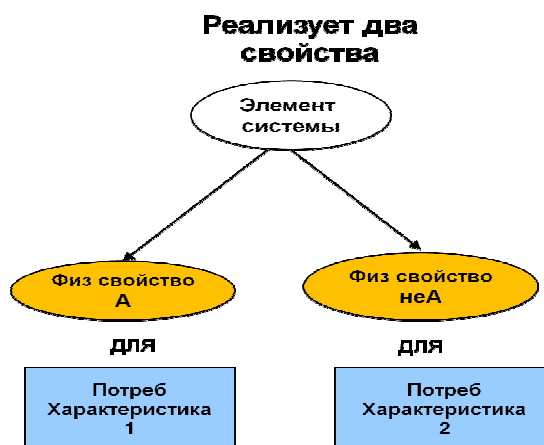 Реализует два
свойства
Элемент
системы
Физ свойство
А
Физ свойство
неА
для
для
Потреб
Характеристика
1
Потреб
Характеристика
2